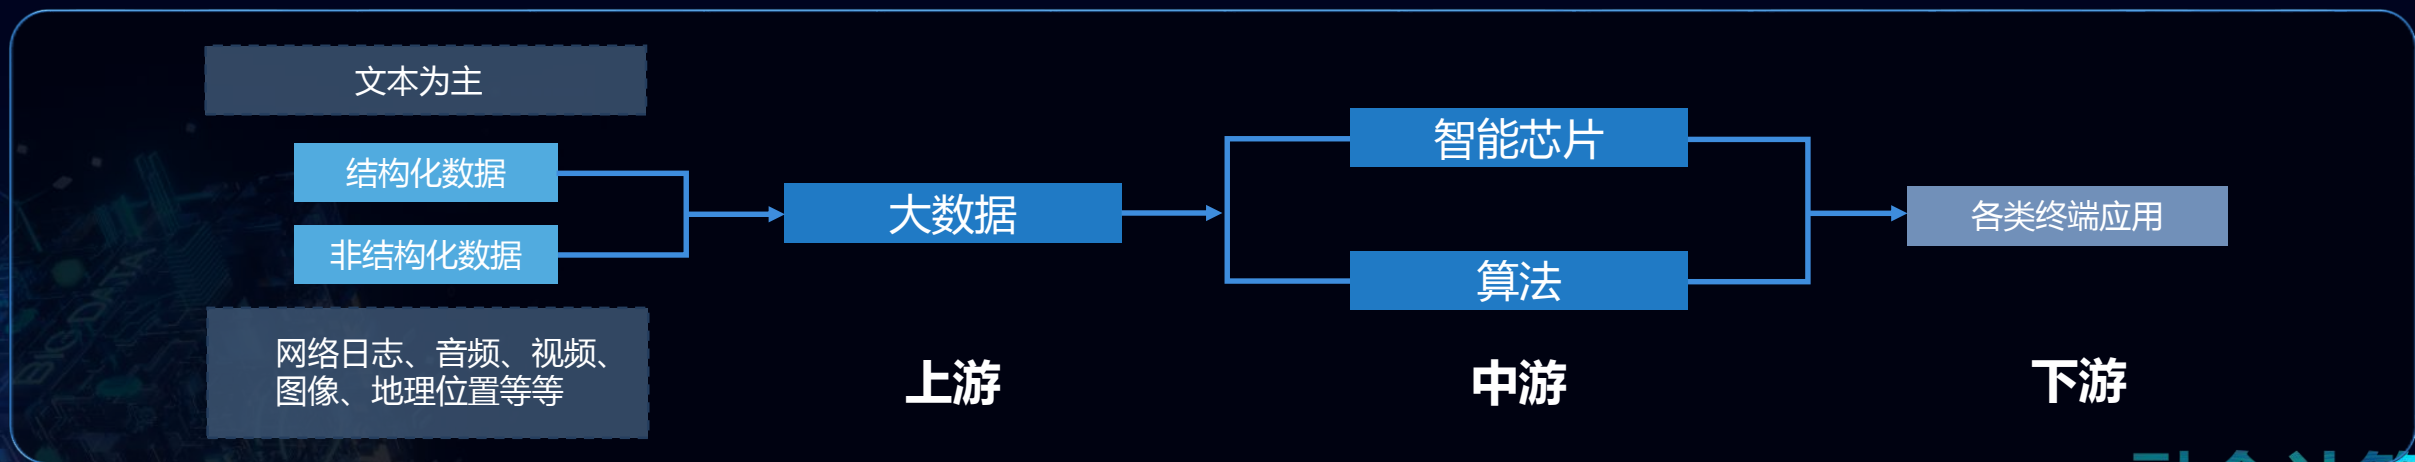 文本为主
结构化数据
非结构化数据
网络日志、音频、视频、
图像、地理位置等等
大数据
智能芯片
算法
各类终端应用
上游
中游
下游
BIG DATA